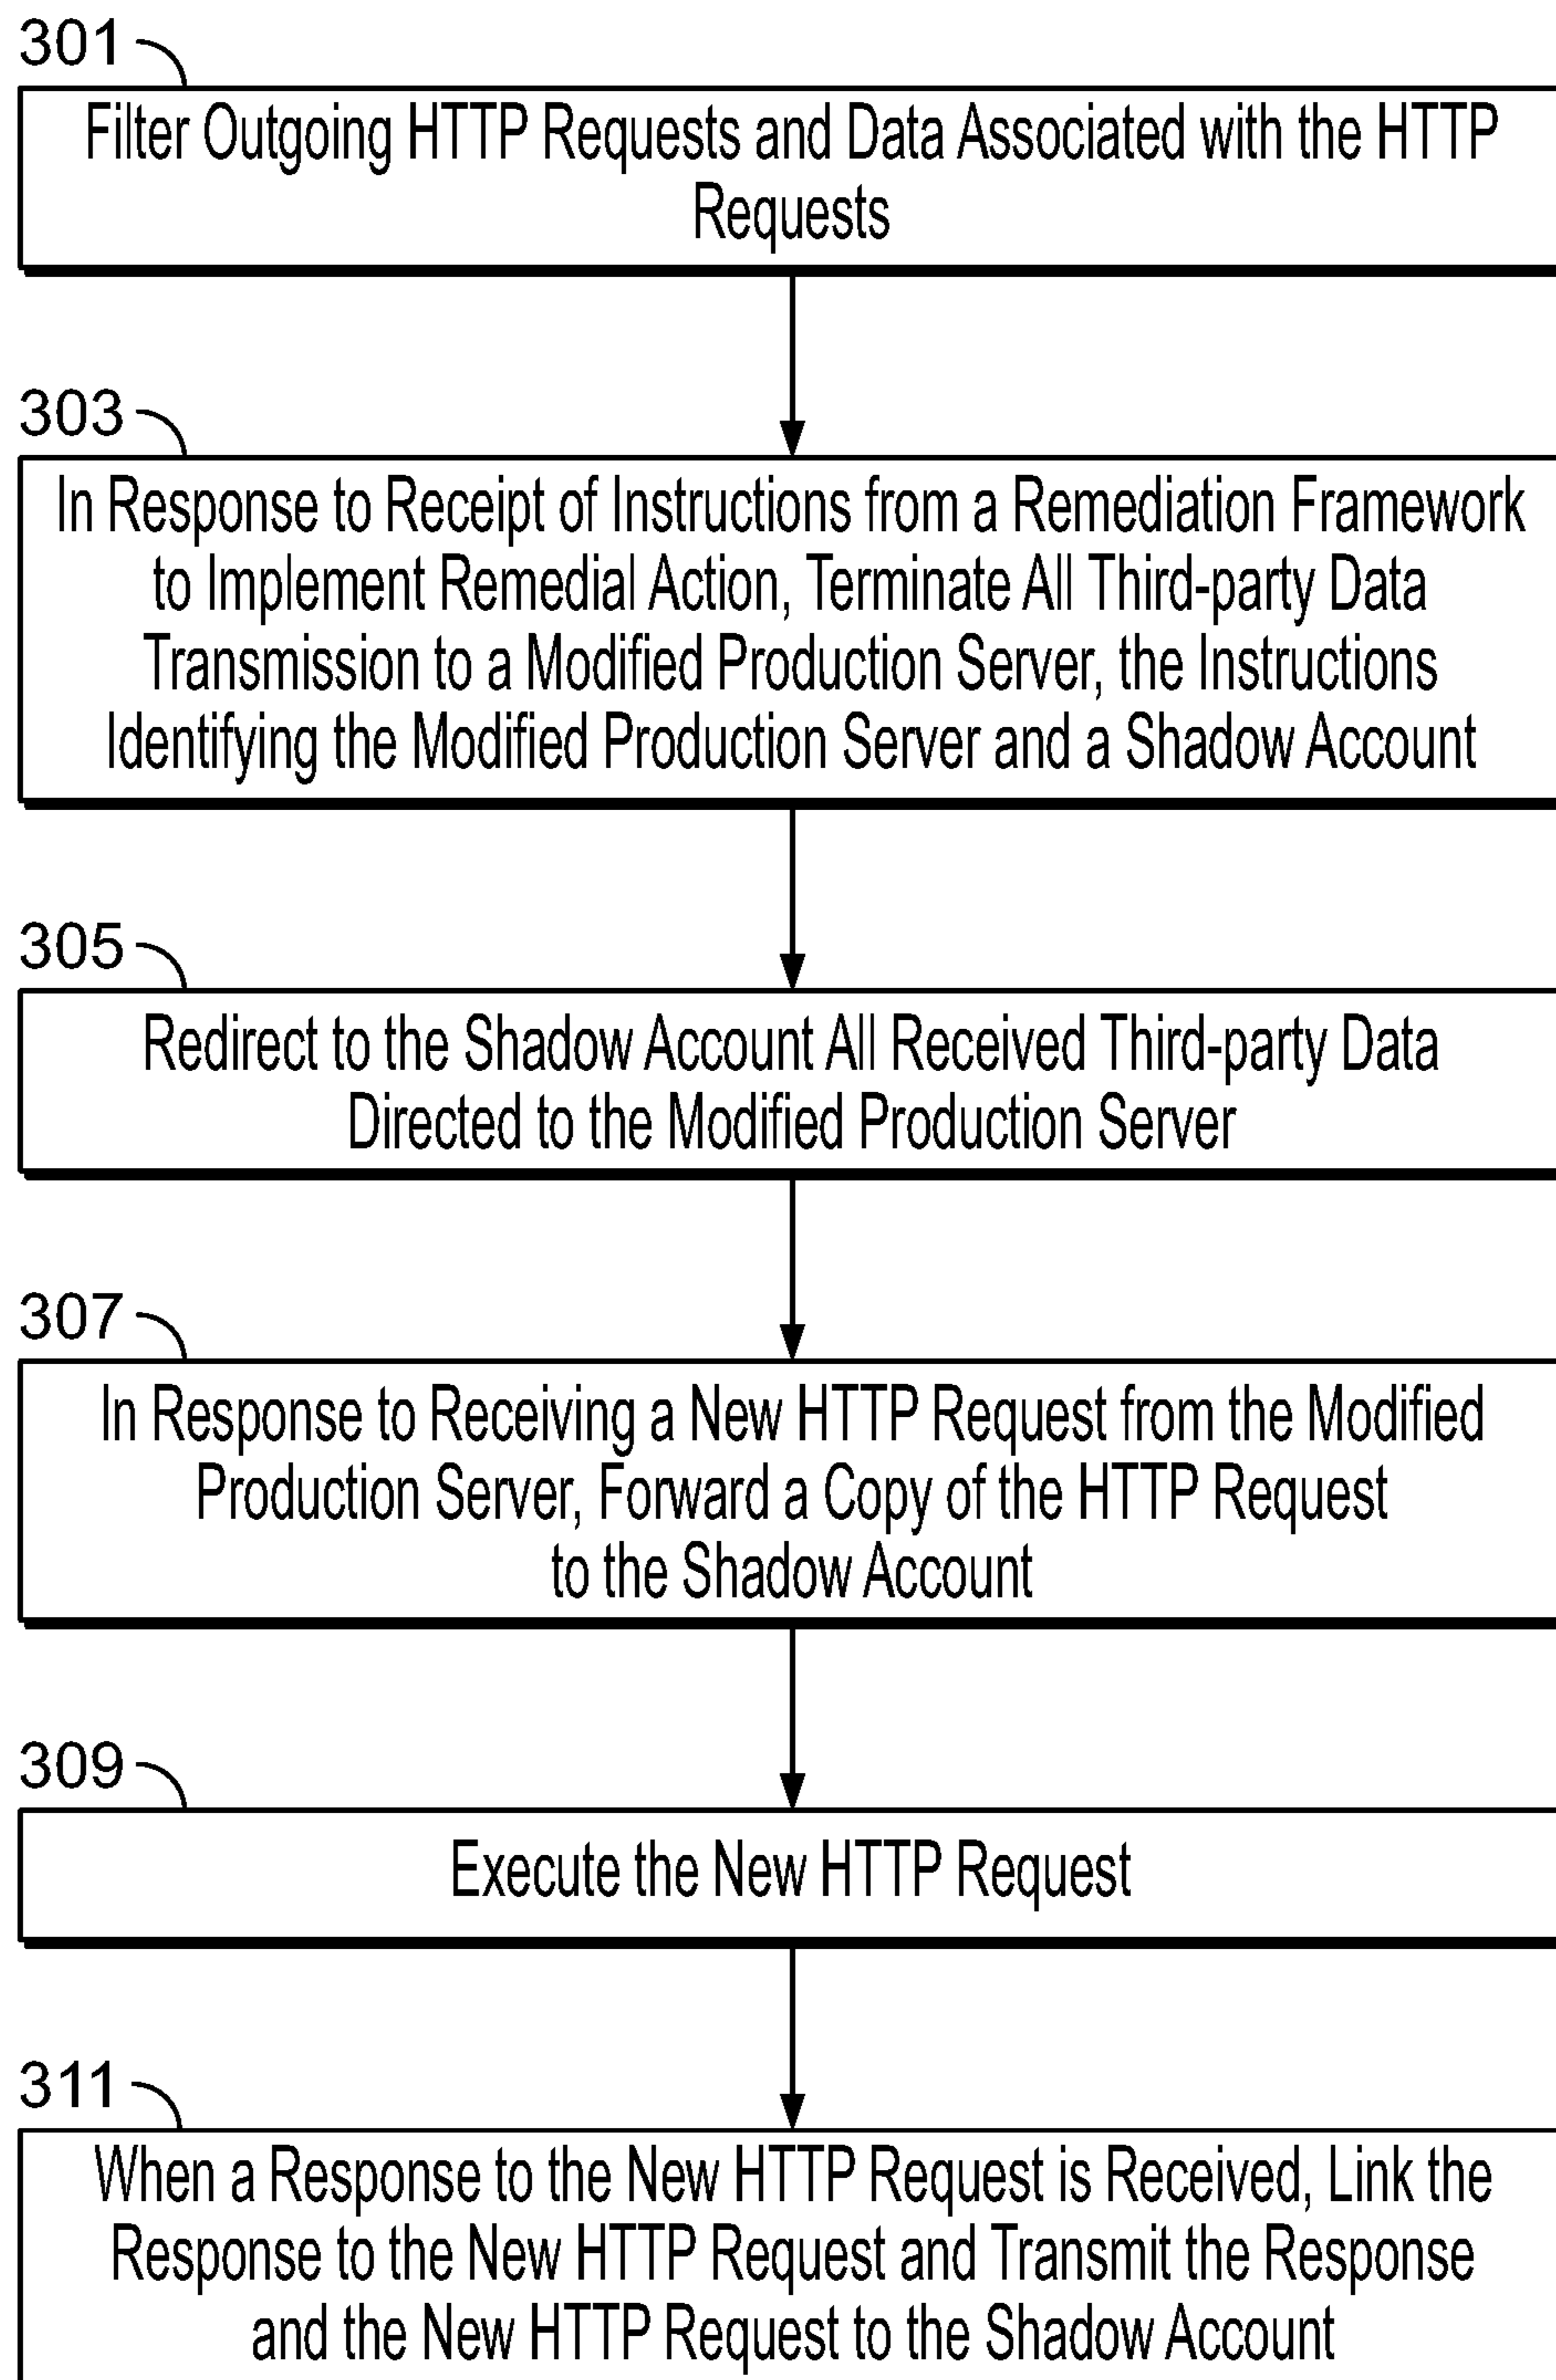 301
Filter Outgoing HTTP Requests and Data Associated with the HTTP
Requests
303
In Response to Receipt of Instructions from a Remediation Framework
to Implement Remedial Action, Terminate All Third-party Data
Transmission to a Modified Production Server, the Instructions
Identifying the Modified Production Server and a Shadow Account
305
Redirect to the Shadow Account All Received Third-party Data
Directed to the Modified Production Server
307
In Response to Receiving a New HTTP Request from the Modified
Production Server, Forward a Copy of the HTTP Request
to the Shadow Account
309
Execute the New HTTP Request
311
When a Response to the New HTTP Request is Received, Link the
Response to the New HTTP Request and Transmit the Response
and the New HTTP Request to the Shadow Account